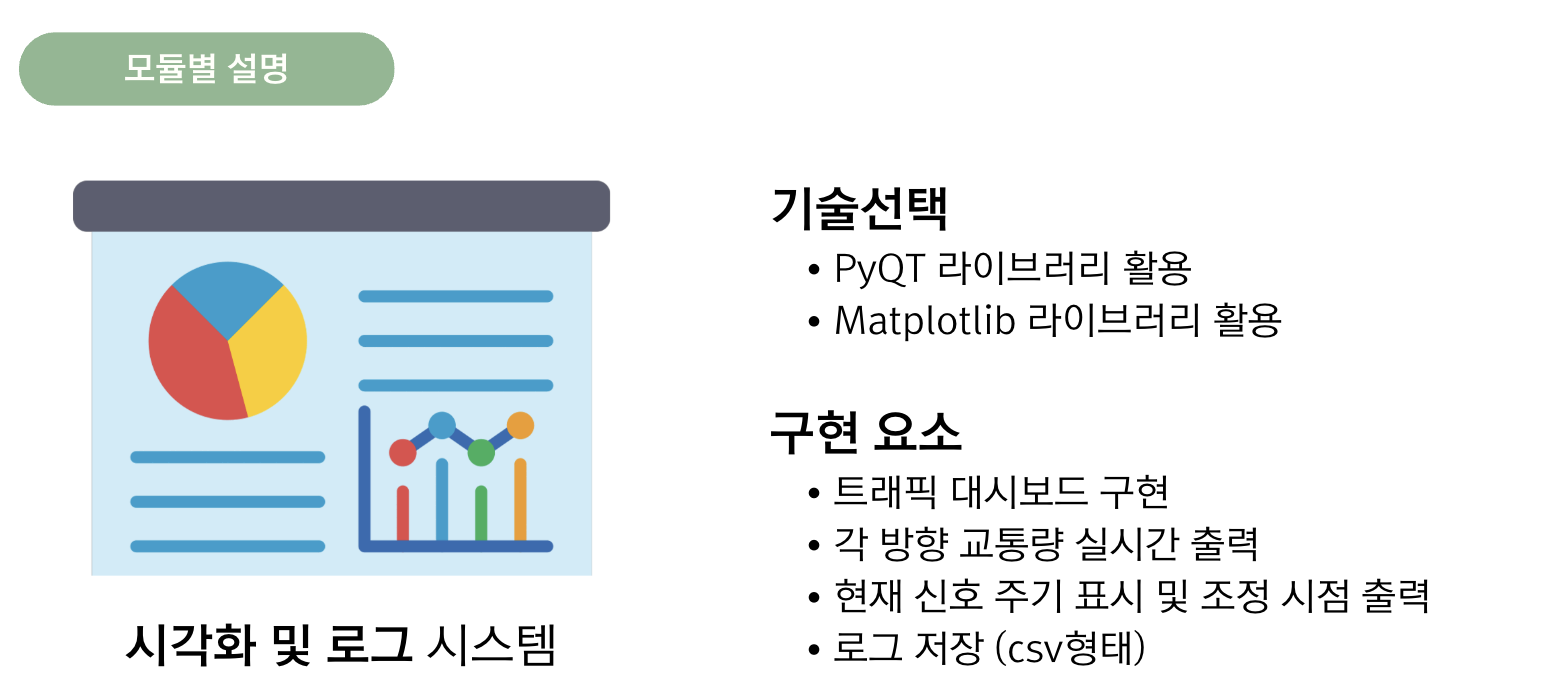 모듈별 설명
시각화 및 로그 시스템
기술선택
• PyQT 라이브러리 활용
• Matplotlib 라이브러리 활용
구현 요소
• 트래픽 대시보드 구현
• 각 방향 교통량 실시간 출력
• 현재 신호 주기 표시 및 조정 시점 출력
• 로그 저장 (csv형태)